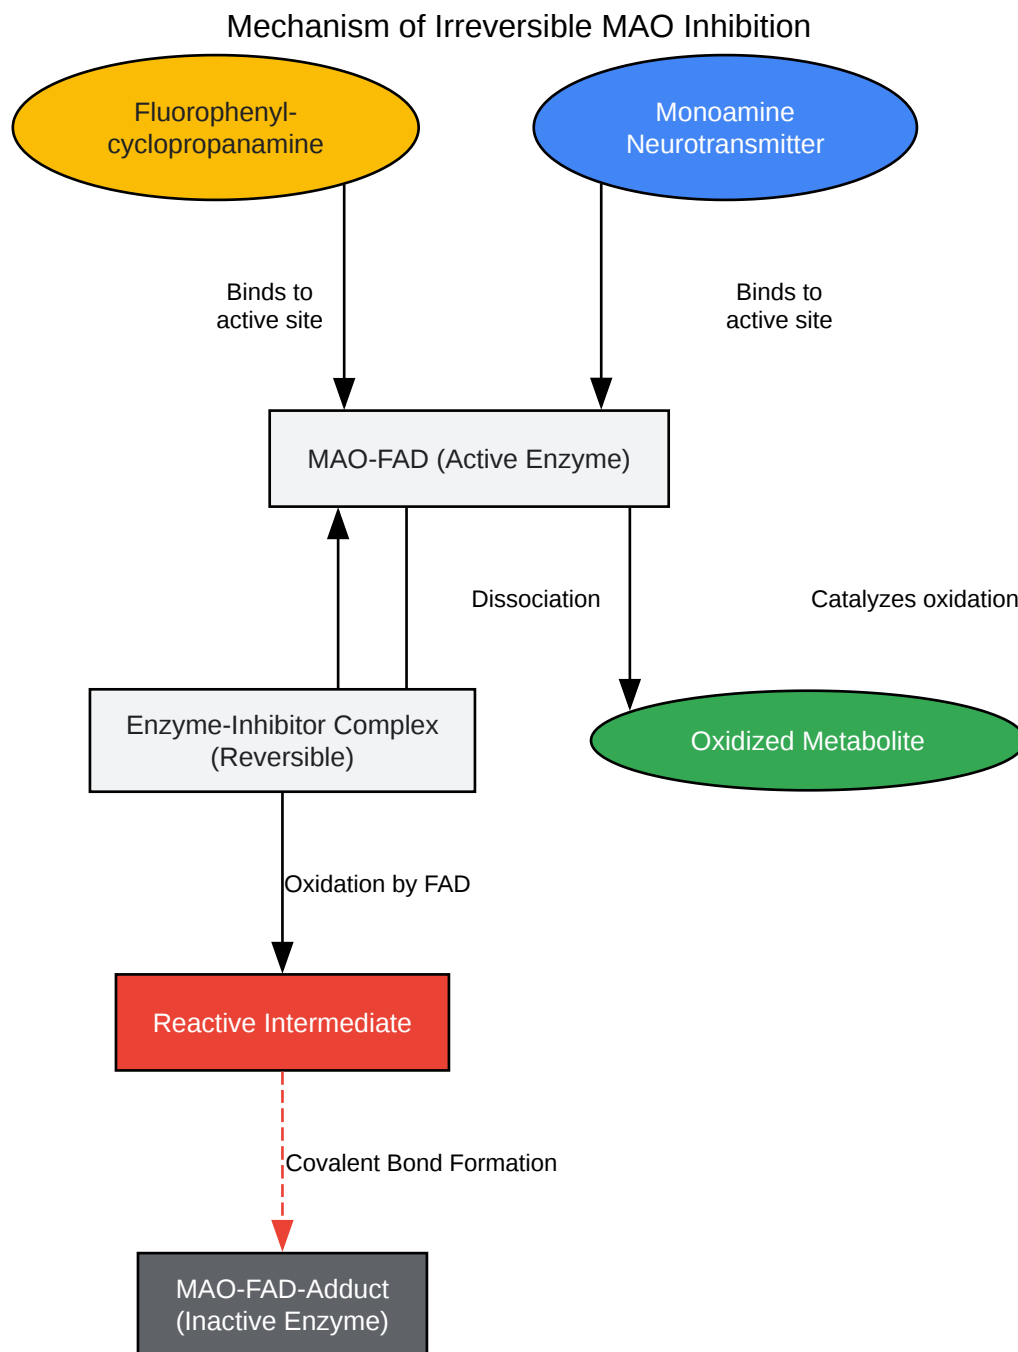 Mechanism of Irreversible MAO Inhibition
Fluorophenyl-
cyclopropanamine
Monoamine
Neurotransmitter
Binds to
active site
Binds to
active site
MAO-FAD (Active Enzyme)
Dissociation
Catalyzes oxidation
Enzyme-Inhibitor Complex
(Reversible)
Oxidized Metabolite
Oxidation by FAD
Reactive Intermediate
Covalent Bond Formation
MAO-FAD-Adduct
(Inactive Enzyme)